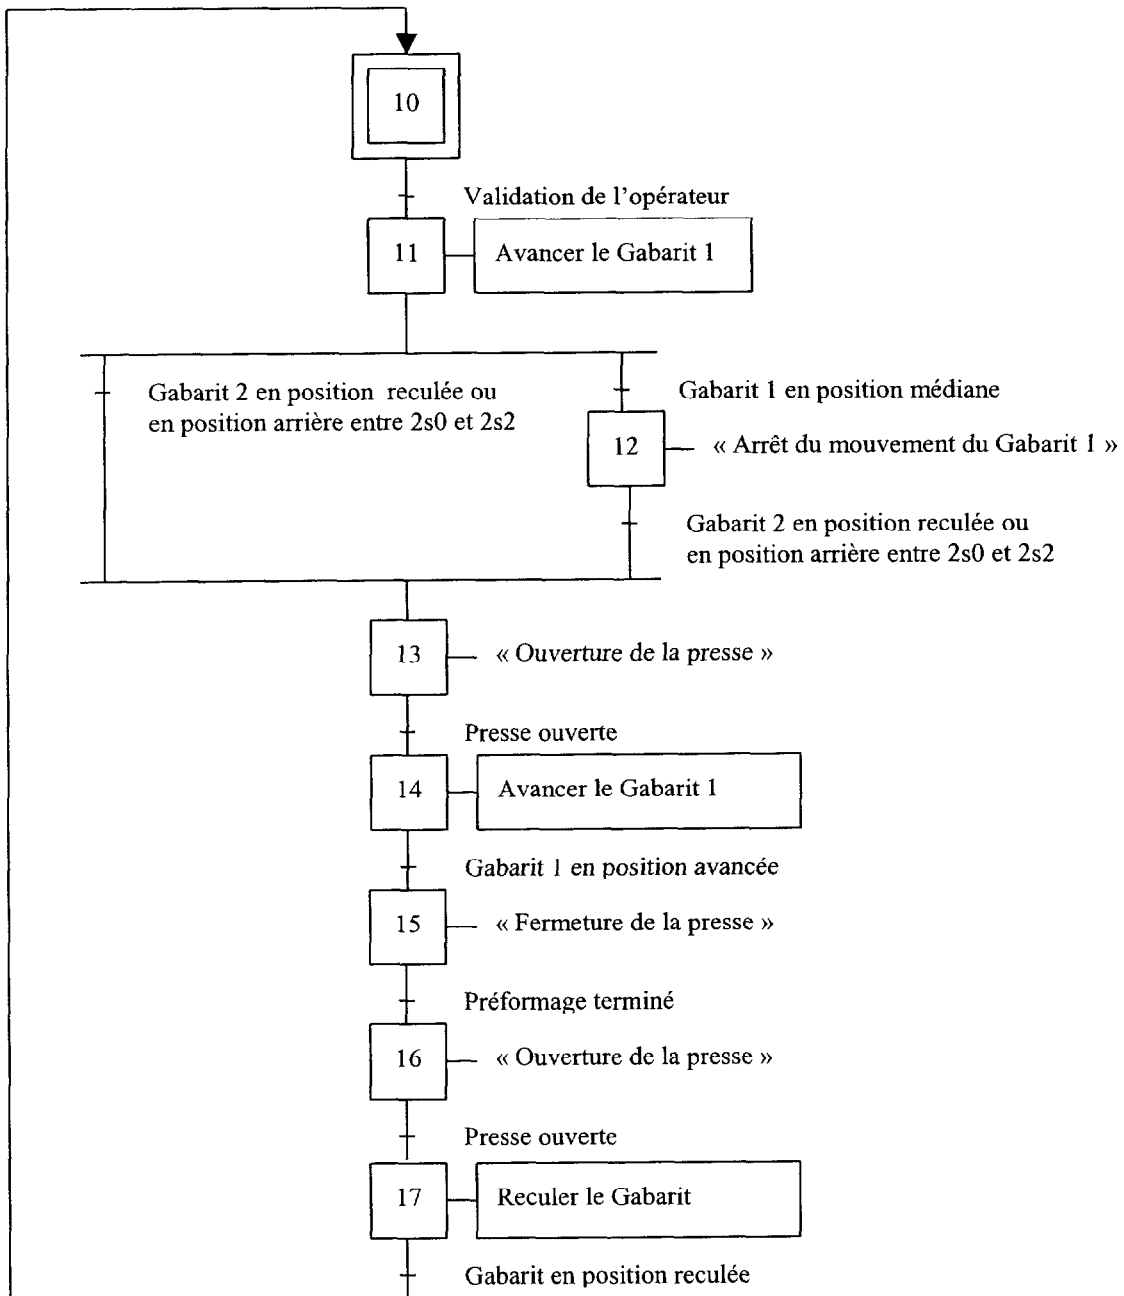 10
Validation de l'opérateur
11
Avancer le Gabarit 1
Gabarit 2 en position reculée ou
en position arrière entre 2s0 et 2s2
Gabarit 1 en position médiane
12
« Arrêt du mouvement du Gabarit 1 »
Gabarit 2 en position reculée ou
en position arrière entre 2s0 et 2s2
13
« Ouverture de la presse »
Presse ouverte
14
Avancer le Gabarit 1
Gabarit 1 en position avancée
15
« Fermeture de la presse »
Préformage terminé
16
« Ouverture de la presse »
Presse ouverte
17
Reculer le Gabarit
Gabarit en position reculée